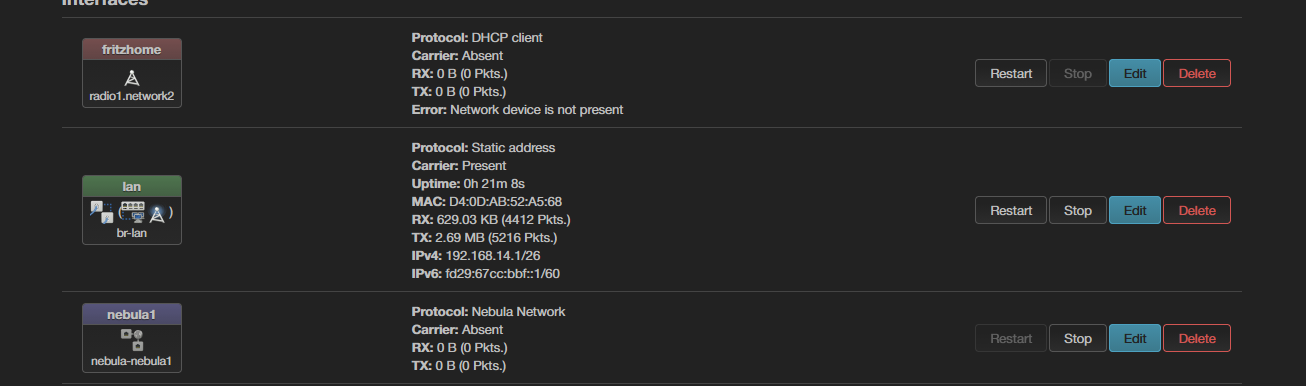 Interfaces
fritzhome
radio1.network2
Protocol: DHCP client
Carrier: Absent
RX: 0 B (0 Pkts.)
TX: 0 B (0 Pkts.)
Error: Network device is not present
Restart Stop Edit Delete
lan
( )
br-lan
Protocol: Static address
Carrier: Present
Uptime: 0h 21m 8s
MAC: D4:0D:AB:52:A5:68
RX: 629.03 KB (4412 Pkts.)
TX: 2.69 MB (5216 Pkts.)
IPv4: 192.168.14.1/26
IPv6: fd29:67cc:bbf::1/60
Restart Stop Edit Delete
nebula1
nebula-nebula1
Protocol: Nebula Network
Carrier: Absent
RX: 0 B (0 Pkts.)
TX: 0 B (0 Pkts.)
Restart Stop Edit Delete